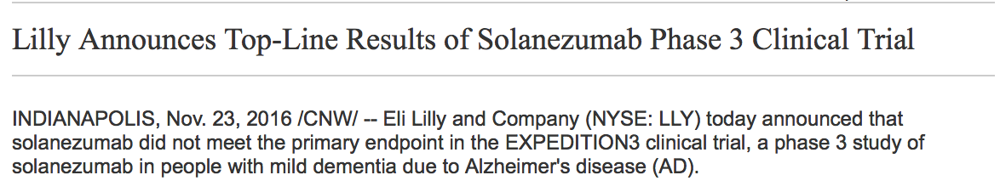 Lilly Announces Top-Line Results of Solanezumab Phase 3 Clinical Trial
INDIANAPOLIS, Nov. 23, 2016 /CNW/ -- Eli Lilly and Company (NYSE: LLY) today announced that
solanezumab did not meet the primary endpoint in the EXPEDITION3 clinical trial, a phase 3 study of
solanezumab in people with mild dementia due to Alzheimer's disease (AD).